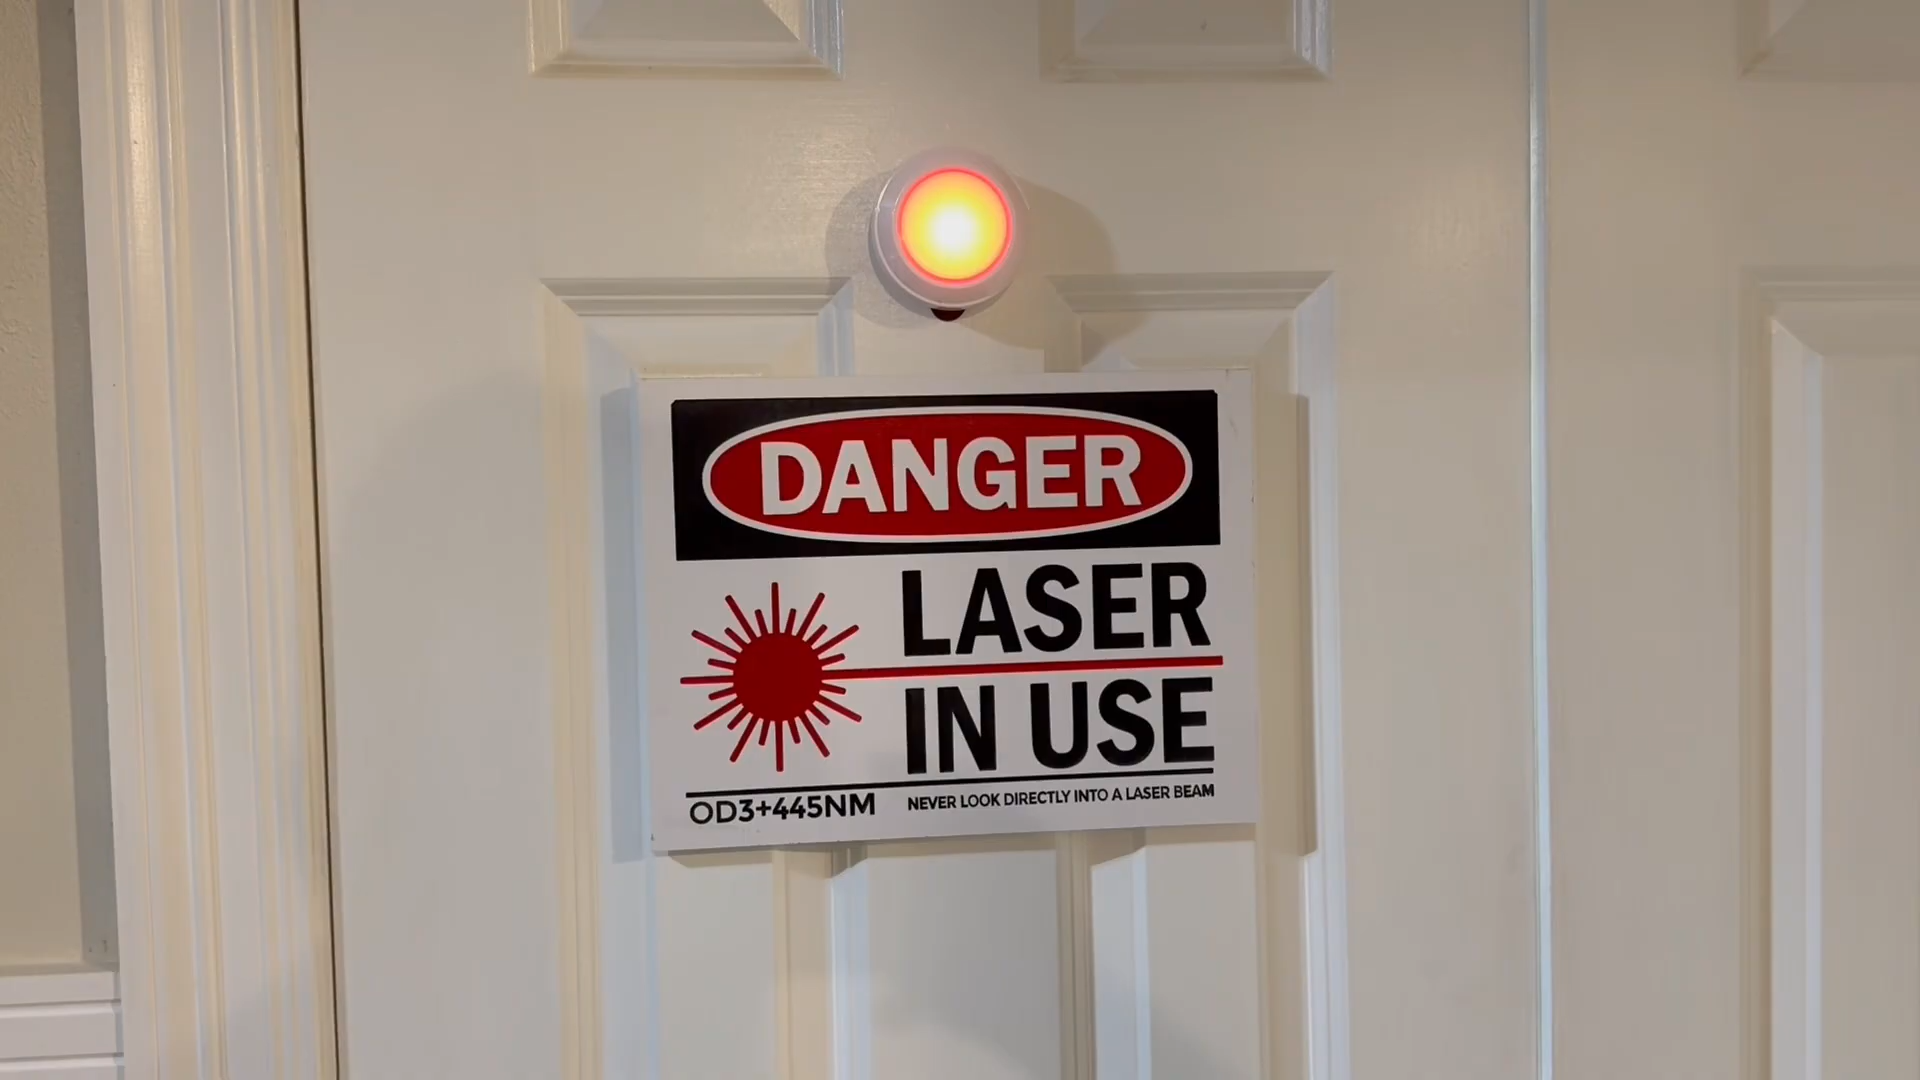 DANGER
LASER
IN USE
OD3+445NM
NEVER LOOK DIRECTLY INTO A LASER BEAM